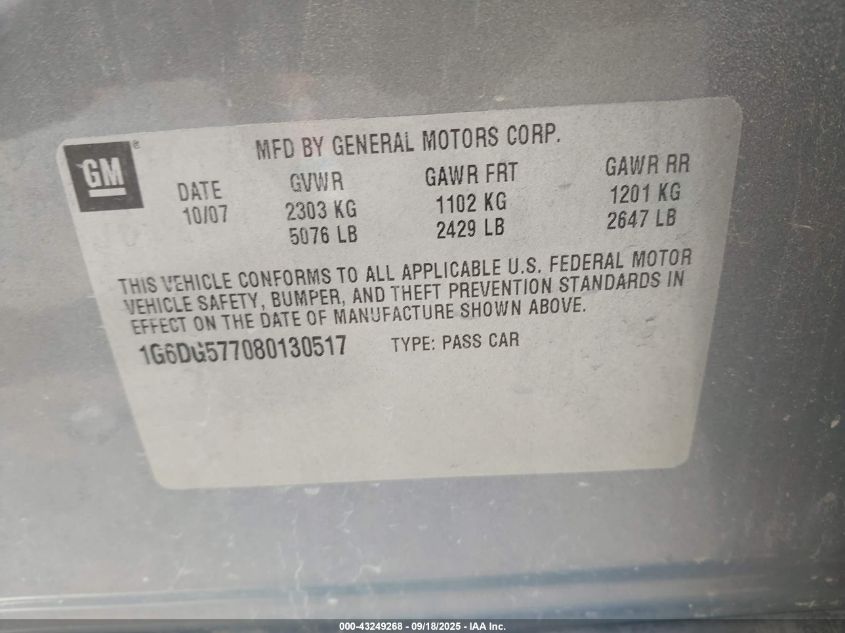 GM ®
MFD BY GENERAL MOTORS CORP.
DATE GVWR GAWR FRT GAWR RR
10/07 2303 KG 1102 KG 1201 KG
5076 LB 2429 LB 2647 LB
THIS VEHICLE CONFORMS TO ALL APPLICABLE U.S. FEDERAL MOTOR
VEHICLE SAFETY, BUMPER, AND THEFT PREVENTION STANDARDS IN
EFFECT ON THE DATE OF MANUFACTURE SHOWN ABOVE.
1G6DG577080130517 TYPE: PASS CAR
000-43249268 - 09/18/2025 - IAA Inc.